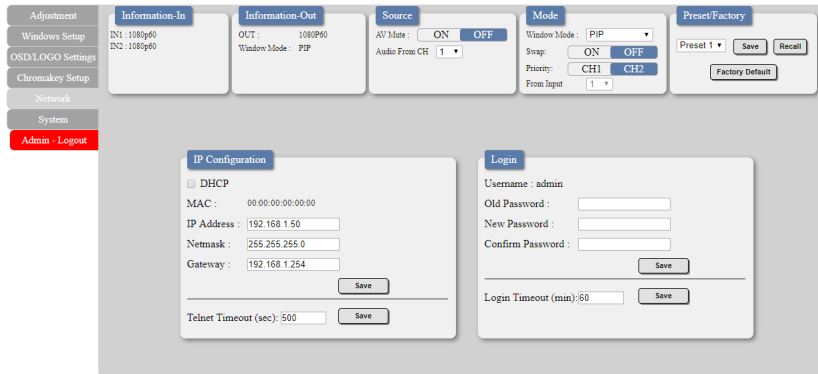 Adjustment
Windows Setup
OSD/LOGO Settings
Chromakey Setup
Network
System
Admin - Logout
Information-In
IN1 : 1080p60
IN2 : 1080p60
Information-Out
OUT : 1080P60
Window Mode : PIP
Source
AV Mute : ON OFF
Audio From CH 1
Mode
Window Mode : PIP
Swap: ON OFF
Priority: CH1 CH2
From Input 1
Preset/Factory
Preset 1 Save Recall
Factory Default
IP Configuration
DHCP
MAC : 00:00:00:00:00:00
IP Address : 192.168.1.50
Netmask : 255.255.255.0
Gateway : 192.168.1.254
Save
Telnet Timeout (sec): 500 Save
Login
Username : admin
Old Password :
New Password :
Confirm Password :
Save
Login Timeout (min): 60 Save